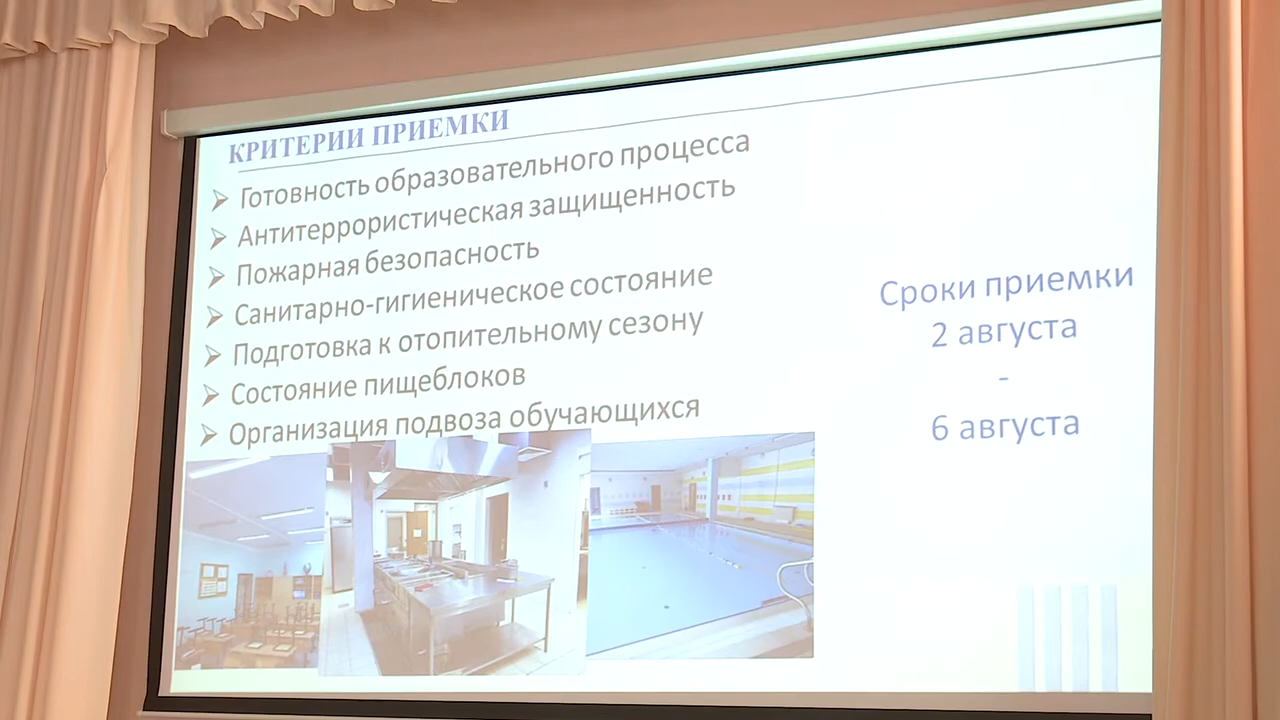 КРИТЕРИИ ПРИЕМКИ
Готовность образовательного процесса
Антитеррористическая защищенность
Пожарная безопасность
Санитарно-гигиеническое состояние
Подготовка к отопительному сезону
Состояние пищеблоков
Организация подвоза обучающихся
Сроки приемки
2 августа
-
6 августа